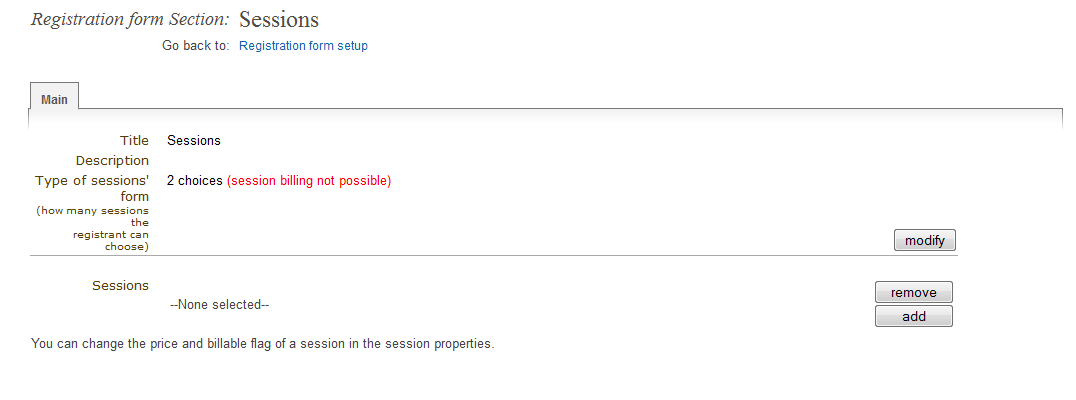 Registration form Section: Sessions
Go back to: Registration form setup
Main
Title Sessions
Description
Type of sessions' 2 choices (session billing not possible)
form
(how many sessions
the
registrant can
choose)
modify
Sessions
remove
--None selected--
add
You can change the price and billable flag of a session in the session properties.